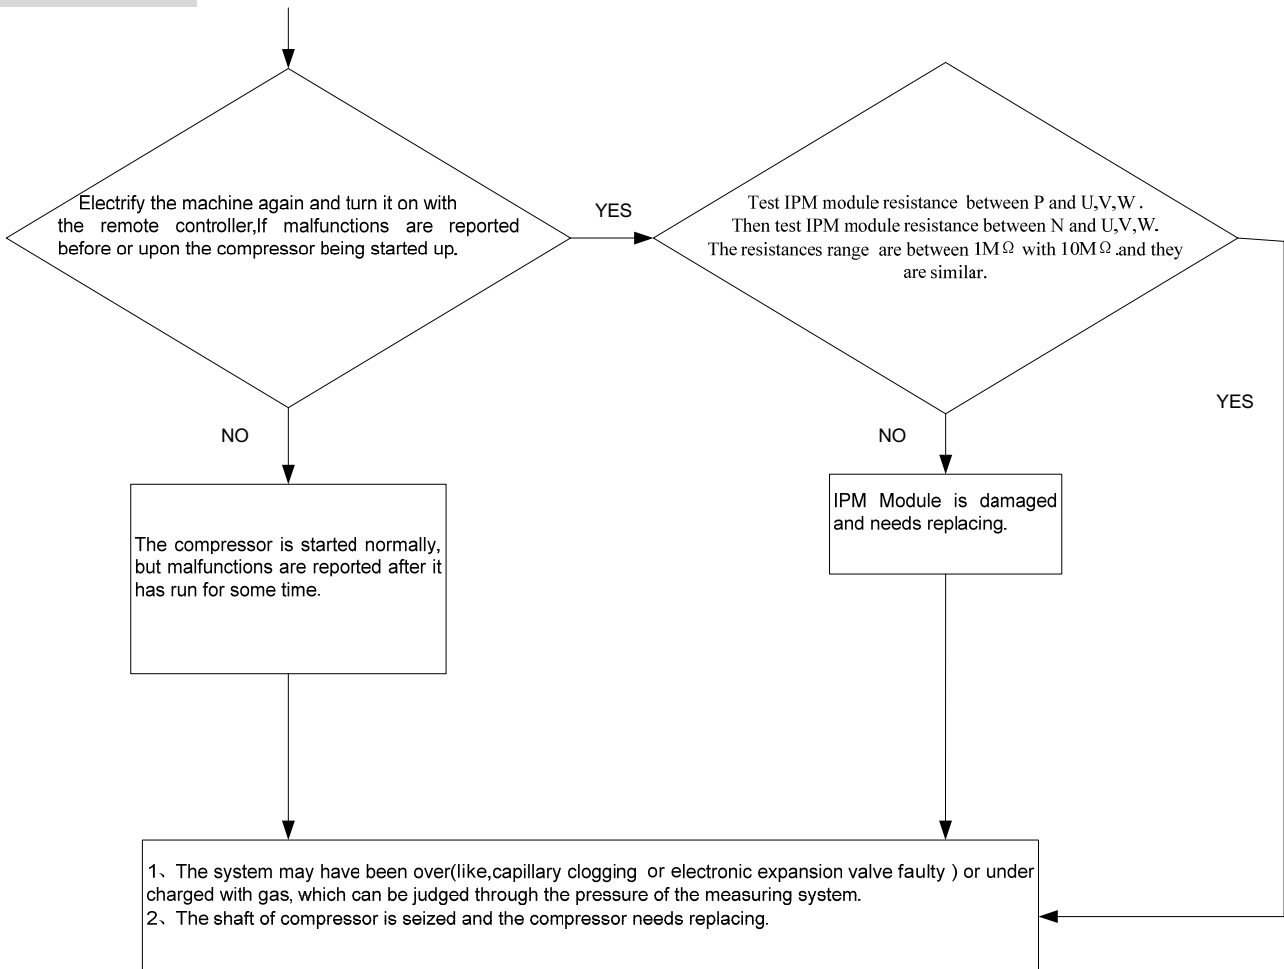 Electrify the machine again and turn it on with
the remote controller,If malfunctions are reported
before or upon the compressor being started up.
YES
Test IPM module resistance between P and U,V,W .
Then test IPM module resistance between N and U,V,W.
The resistances range are between 1MΩ with 10MΩ .and they
are similar.
YES
NO
NO
IPM Module is damaged
and needs replacing.
The compressor is started normally,
but malfunctions are reported after it
has run for some time.
1、The system may have been over(like,capillary clogging or electronic expansion valve faulty ) or under
charged with gas, which can be judged through the pressure of the measuring system.
2、The shaft of compressor is seized and the compressor needs replacing.